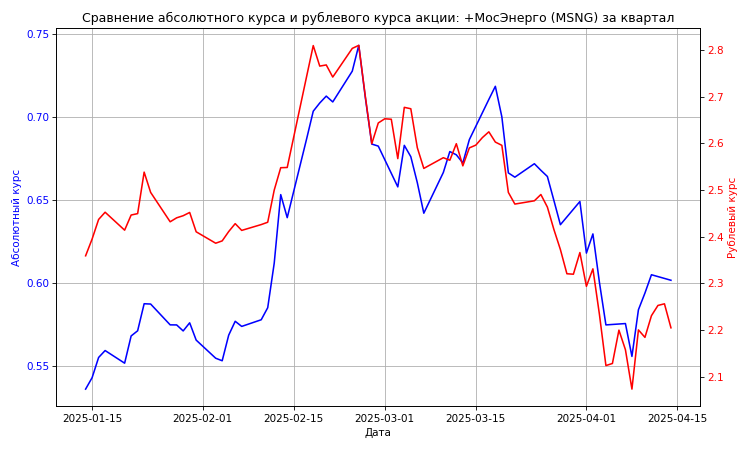 Сравнение абсолютного курса и рублевого курса акции: +МосЭнерго (MSNG) за квартал
0.75
0.70
0.65
0.60
0.55
Абсолютный курс
2.8
2.7
2.6
2.5
2.4
2.3
2.2
2.1
Рублевый курс
2025-01-15 2025-02-01 2025-02-15 2025-03-01 2025-03-15 2025-04-01 2025-04-15
Дата